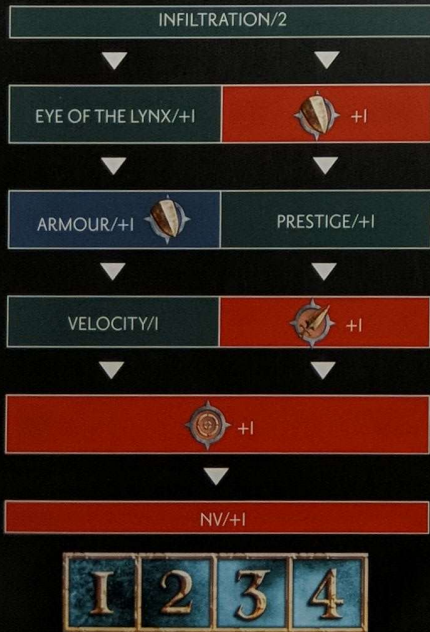 INFILTRATION/2
EYE OF THE LYNX/+1
+1
ARMOUR/+1
PRESTIGE/+1
VELOCITY/1
+1
+1
NV/+1
1 2 3 4